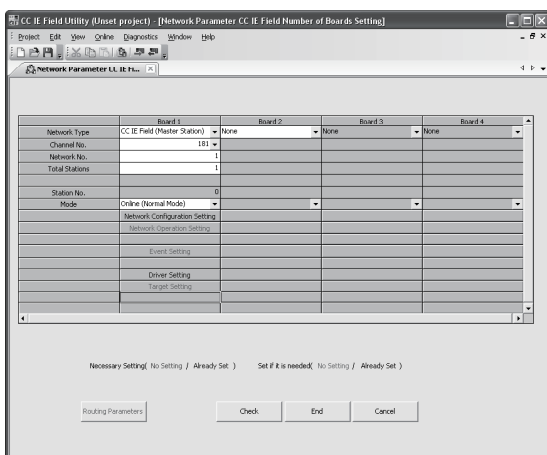 CC IE Field Utility (Unset project) - [Network Parameter CC IE Field Number of Boards Setting]
Project Edit View Online Diagnostics Window Help
Network Parameter CC IE Fi...
Board 1 Board 2 Board 3 Board 4
Network Type CC IE Field (Master Station) None None None
Channel No. 181
Network No. 1
Total Stations 1
Station No. 0
Mode Online (Normal Mode)
Network Configuration Setting
Network Operation Setting
Event Setting
Driver Setting
Target Setting
Necessary Setting( No Setting / Already Set ) Set if it is needed( No Setting / Already Set )
Routing Parameters Check End Cancel